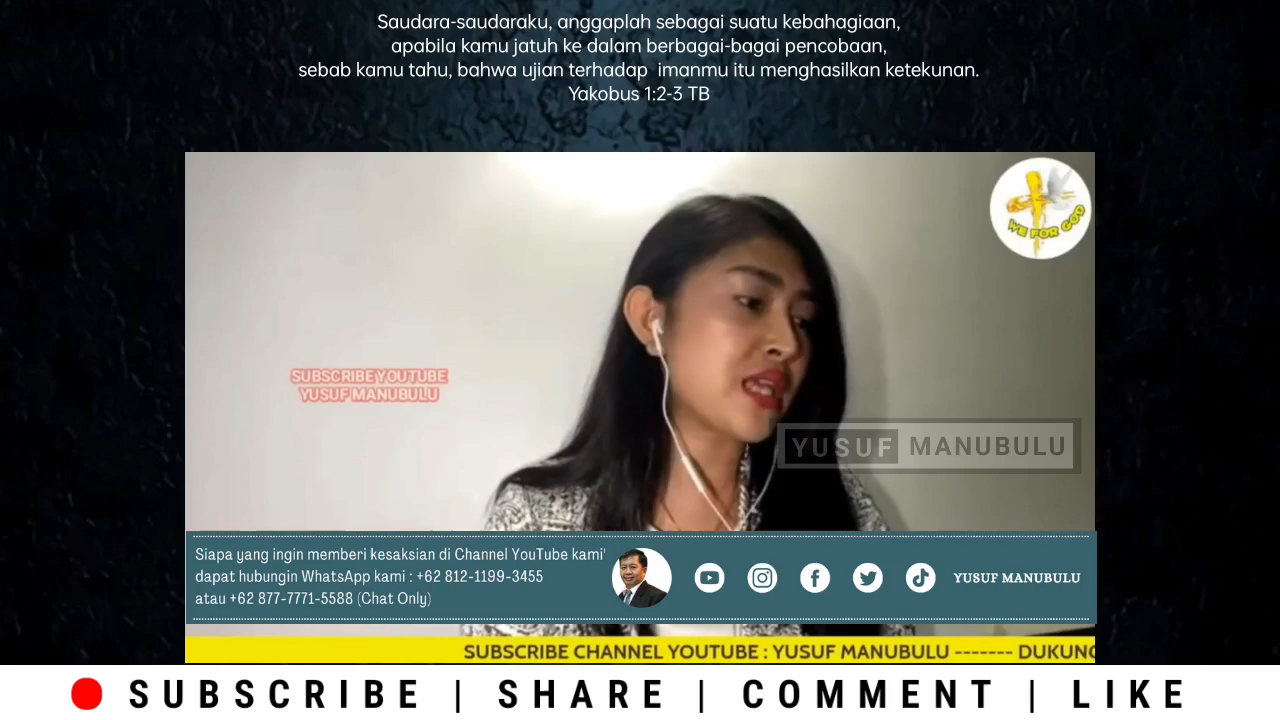 Saudara-saudaraku, anggaplah sebagai suatu kebahagiaan,
apabila kamu jatuh ke dalam berbagai-bagai pencobaan,
sebab kamu tahu, bahwa ujian terhadap imanmu itu menghasilkan ketekunan.
Yakobus 1:2-3 TB
WE FOR GOD
SUBSCRIBE YOUTUBE
YUSUF MANUBULU
YUSUF MANUBULU
Siapa yang ingin memberi kesaksian di Channel YouTube kami'
dapat hubungin WhatsApp kami : +62 812-1199-3455
atau +62 877-7771-5588 (Chat Only)
YUSUF MANUBULU
SUBSCRIBE CHANNEL YOUTUBE : YUSUF MANUBULU ------- DUKUNG
SUBSCRIBE | SHARE | COMMENT | LIKE